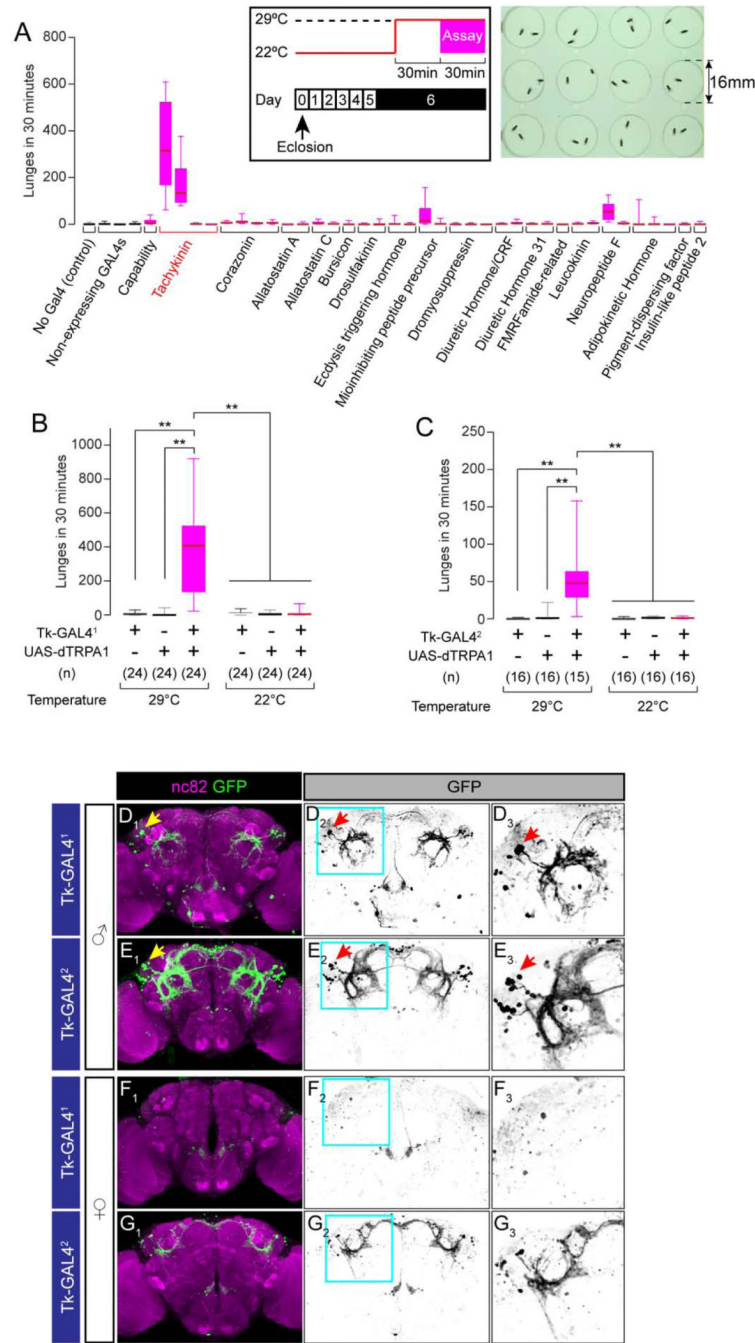 A
Lunges in 30 minutes
800
600
400
200
0
29ºC
22ºC
Assay
30min
30min
Day
0 1 2 3 4 5 6
Eclosion
16mm
No Gal4 (control)
Non-expressing GAL4s
Capability
Tachykinin
Corazonin
Allatostatin A
Allatostatin C
Bursicon
Drosulfakinin
Ecdysis triggering hormone
Mioinhibiting peptide precursor
Dromyosuppressin
Diuretic Hormone/CRF
Diuretic Hormone 31
FMRFamide-related
Leucokinin
Neuropeptide F
Adipokinetic Hormone
Pigment-dispersing factor
Insulin-like peptide 2
B
Lunges in 30 minutes
1000
800
600
400
200
0
**
**
**
Tk-GAL4¹ + - + + - +
UAS-dTRPA1 - + + - + +
(n) (24) (24) (24) (24) (24) (24)
Temperature 29°C 22°C
C
Lunges in 30 minutes
250
200
150
100
50
0
**
**
**
Tk-GAL4² + - + + - +
UAS-dTRPA1 - + + - + +
(n) (16) (16) (15) (16) (16) (16)
Temperature 29°C 22°C
nc82 GFP
GFP
♂
Tk-GAL4¹
D1
D2
D3
Tk-GAL4²
E1
E2
E3
♀
Tk-GAL4¹
F1
F2
F3
Tk-GAL4²
G1
G2
G3